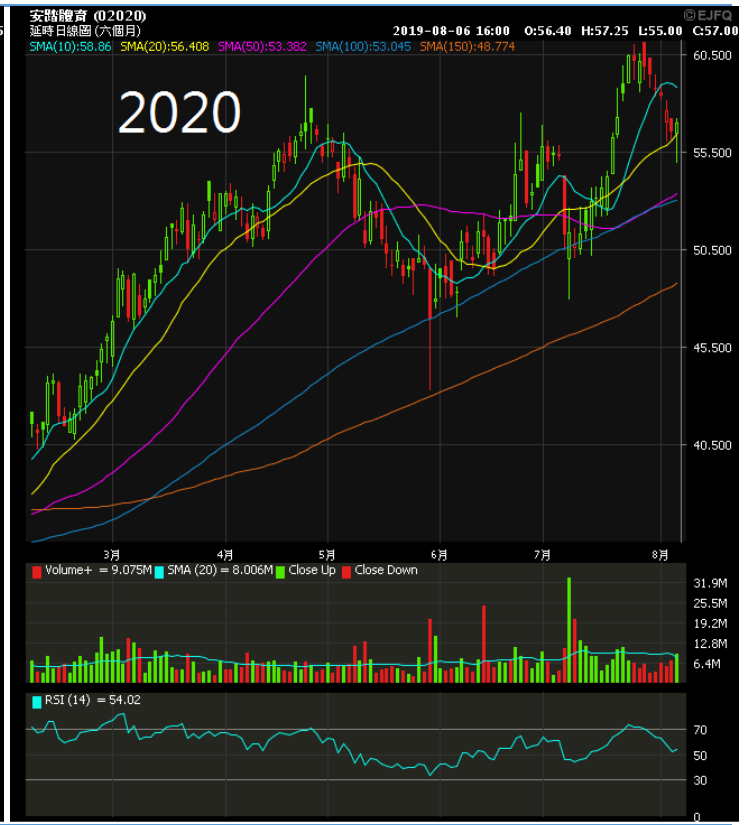 安踏體育 (02020)
©EJFQ
延時日線圖 (六個月)
2019-08-06 16:00 O:56.40 H:57.25 L:55.00 C:57.00
SMA(10):58.86 SMA(20):56.408 SMA(50):53.382 SMA(100):53.045 SMA(150):48.774
60.500
2020
55.500
50.500
45.500
40.500
3月 4月 5月 6月 7月 8月
Volume+ = 9.075M SMA (20) = 8.006M Close Up Close Down
31.9M
25.5M
19.2M
12.8M
6.4M
RSI (14) = 54.02
70
50
30
0